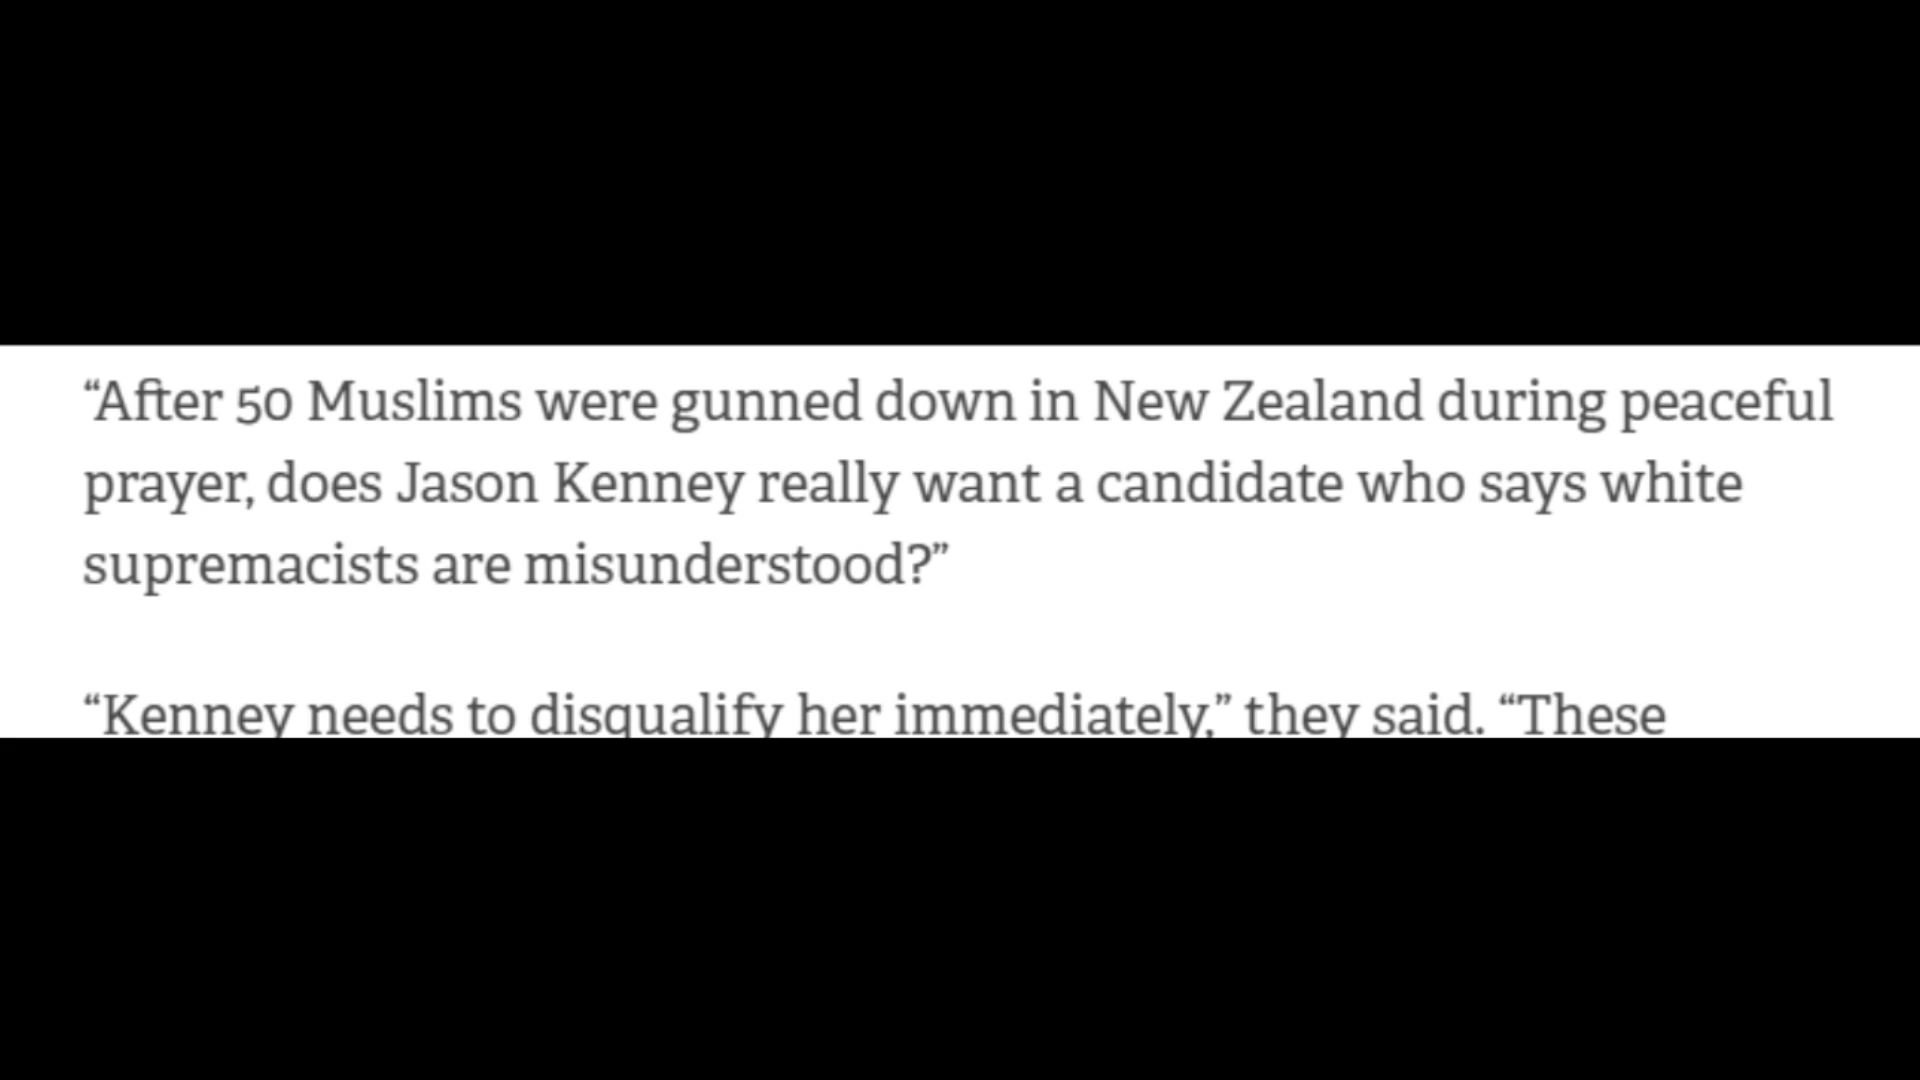 “After 50 Muslims were gunned down in New Zealand during peaceful
prayer, does Jason Kenney really want a candidate who says white
supremacists are misunderstood?”
“Kenney needs to disqualify her immediately,” they said. “These